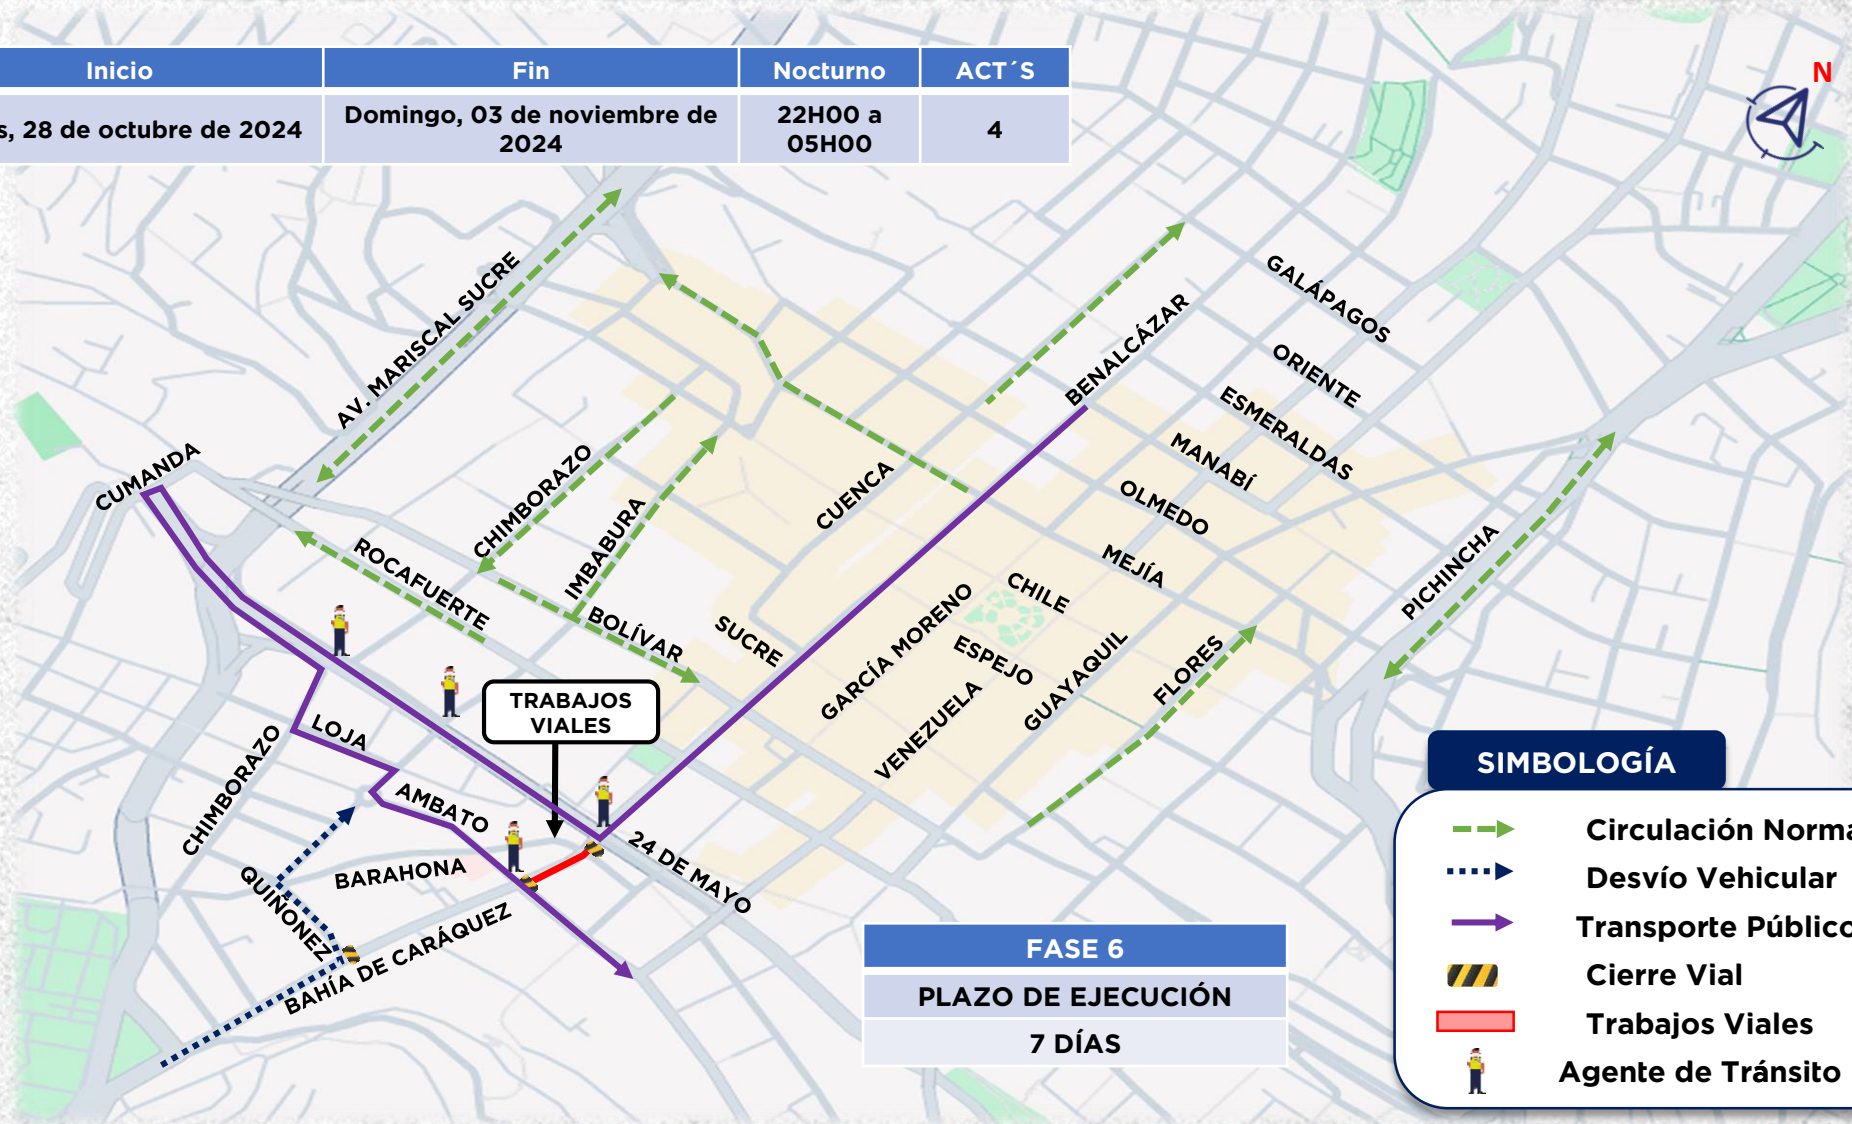 Inicio
Fin
Nocturno
ACT´S
s, 28 de octubre de 2024
Domingo, 03 de noviembre de
2024
22H00 a
05H00
4
N
AV. MARISCAL SUCRE
GALÁPAGOS
BENALCÁZAR
ORIENTE
ESMERALDAS
MANABÍ
CUMANDA
CHIMBORAZO
CUENCA
OLMEDO
IMBABURA
ROCAFUERTE
MEJÍA
PICHINCHA
BOLÍVAR
SUCRE
CHILE
GARCÍA MORENO
ESPEJO
GUAYAQUIL
FLORES
VENEZUELA
TRABAJOS
VIALES
LOJA
CHIMBORAZO
AMBATO
24 DE MAYO
BARAHONA
QUIÑONEZ
BAHÍA DE CARÁQUEZ
FASE 6
PLAZO DE EJECUCIÓN
7 DÍAS
SIMBOLOGÍA
Circulación Norma
Desvío Vehicular
Transporte Público
Cierre Vial
Trabajos Viales
Agente de Tránsito